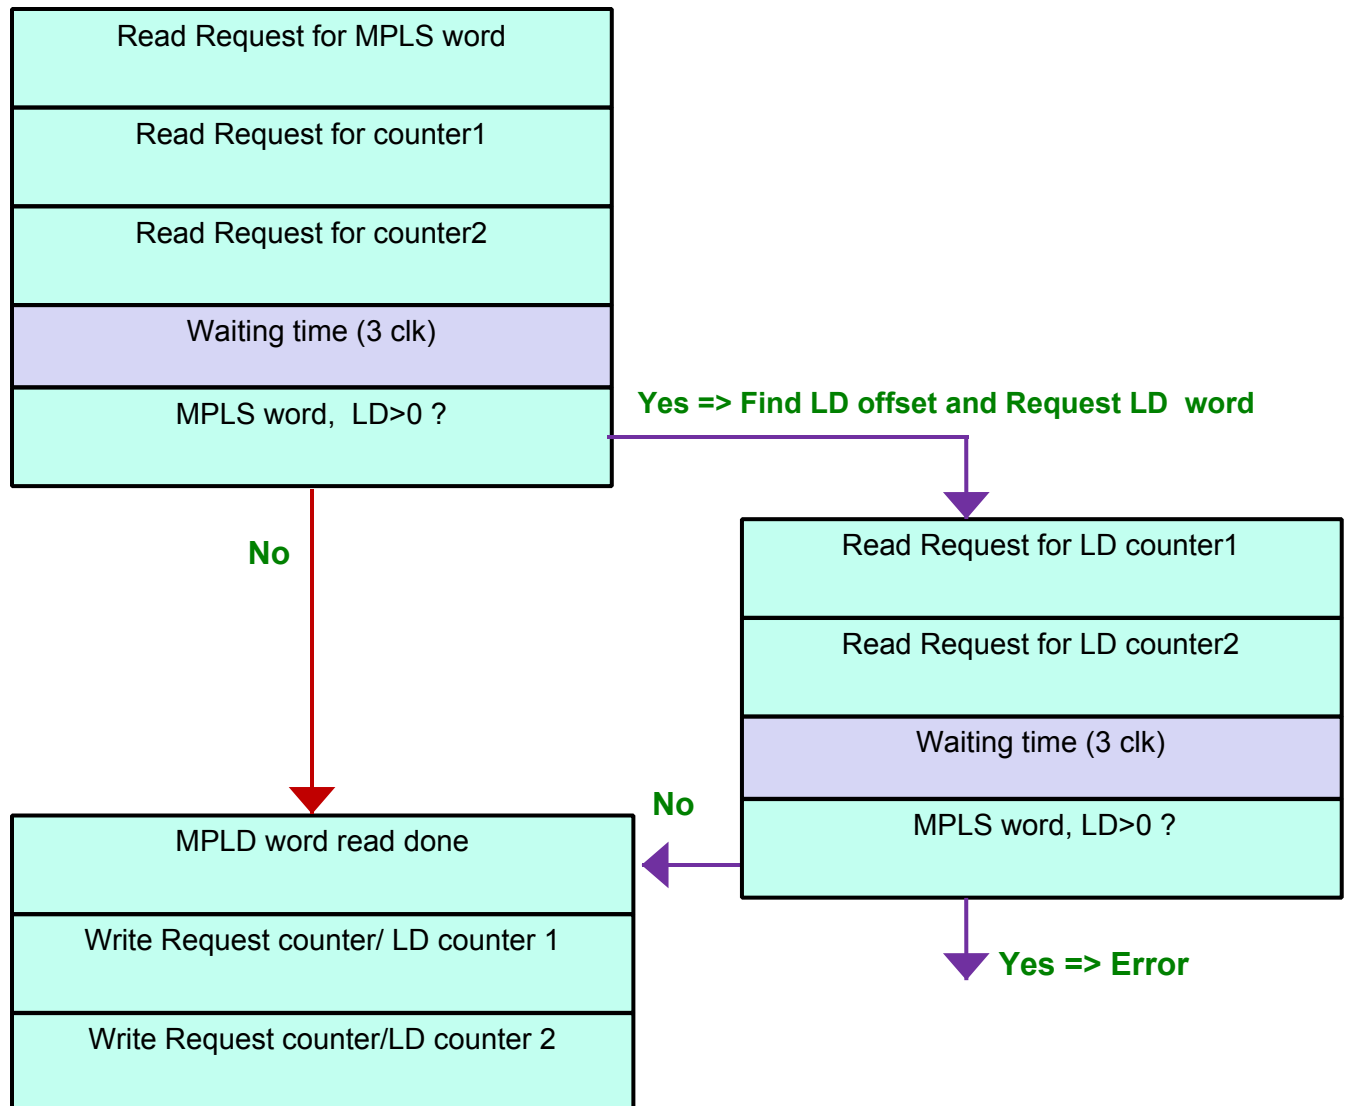 Read Request for MPLS word
Read Request for counter1
Read Request for counter2
Waiting time (3 clk)
MPLS word,  LD>0 ?
Yes => Find LD offset and Request LD  word
No
Read Request for LD counter1
Read Request for LD counter2
Waiting time (3 clk)
MPLS word, LD>0 ?
No
Yes => Error
MPLD word read done
Write Request counter/ LD counter 1
Write Request counter/LD counter 2